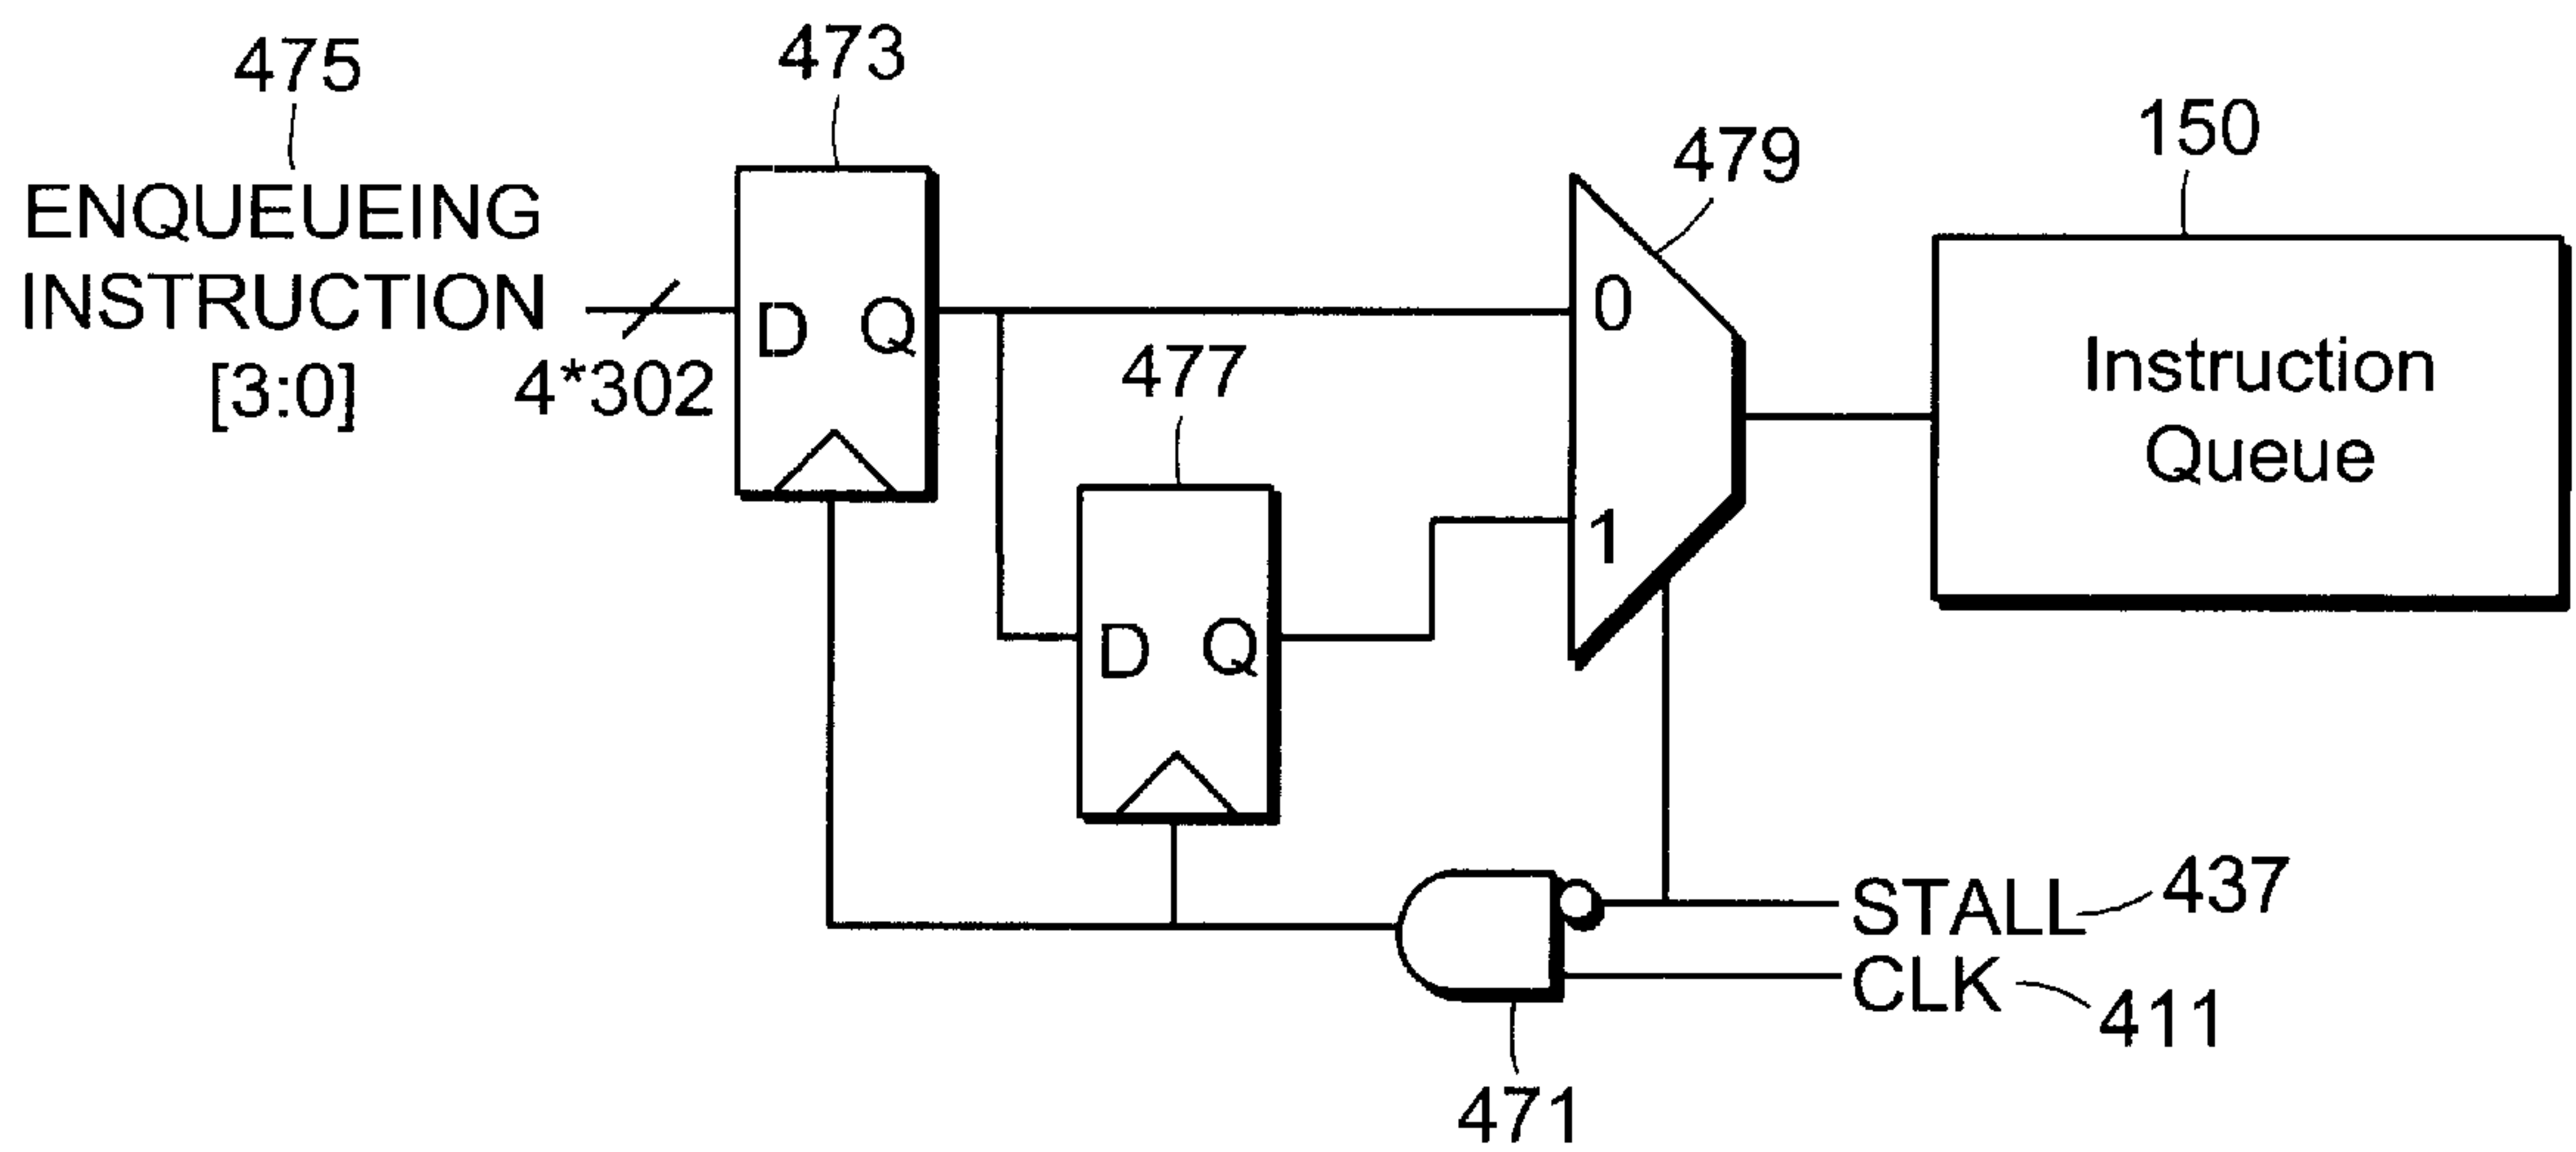 475
473
150
479
ENQUEUEING
INSTRUCTION
[3:0]
4*302
D Q
477
0
1
Instruction
Queue
D Q
STALL
437
CLK
411
471